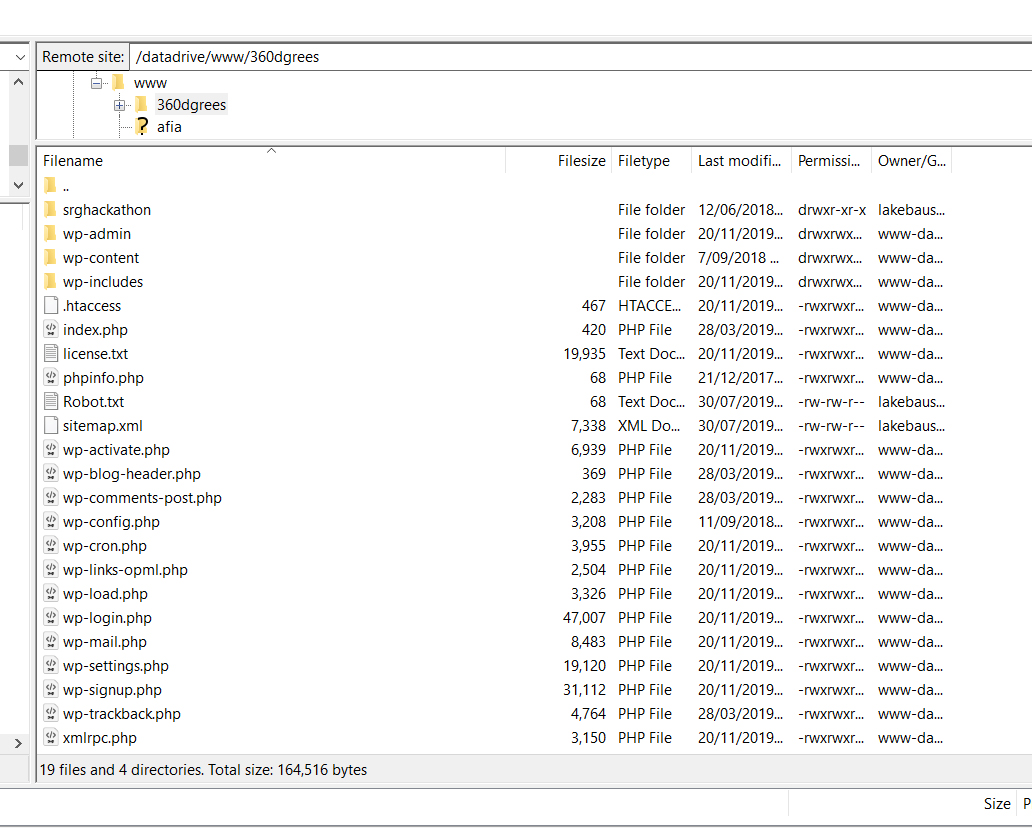 Remote site: /datadrive/www/360dgrees
www
360dgrees
afia
Filename Filesize Filetype Last modifi... Permissi... Owner/G...
..
srghackathon File folder 12/06/2018... drwxr-xr-x lakebaus...
wp-admin File folder 20/11/2019... drwxrwx... www-da...
wp-content File folder 7/09/2018 ... drwxrwx... www-da...
wp-includes File folder 20/11/2019... drwxrwx... www-da...
.htaccess 467 HTACCE... 20/11/2019... -rwxrwxr... www-da...
index.php 420 PHP File 28/03/2019... -rwxrwxr... www-da...
license.txt 19,935 Text Doc... 20/11/2019... -rwxrwxr... www-da...
phpinfo.php 68 PHP File 21/12/2017... -rwxrwxr... www-da...
Robot.txt 68 Text Doc... 30/07/2019... -rw-rw-r-- lakebaus...
sitemap.xml 7,338 XML Do... 30/07/2019... -rw-rw-r-- lakebaus...
wp-activate.php 6,939 PHP File 20/11/2019... -rwxrwxr... www-da...
wp-blog-header.php 369 PHP File 28/03/2019... -rwxrwxr... www-da...
wp-comments-post.php 2,283 PHP File 28/03/2019... -rwxrwxr... www-da...
wp-config.php 3,208 PHP File 11/09/2018... -rwxrwxr... www-da...
wp-cron.php 3,955 PHP File 20/11/2019... -rwxrwxr... www-da...
wp-links-opml.php 2,504 PHP File 20/11/2019... -rwxrwxr... www-da...
wp-load.php 3,326 PHP File 20/11/2019... -rwxrwxr... www-da...
wp-login.php 47,007 PHP File 20/11/2019... -rwxrwxr... www-da...
wp-mail.php 8,483 PHP File 20/11/2019... -rwxrwxr... www-da...
wp-settings.php 19,120 PHP File 20/11/2019... -rwxrwxr... www-da...
wp-signup.php 31,112 PHP File 20/11/2019... -rwxrwxr... www-da...
wp-trackback.php 4,764 PHP File 28/03/2019... -rwxrwxr... www-da...
xmlrpc.php 3,150 PHP File 20/11/2019... -rwxrwxr... www-da...
19 files and 4 directories. Total size: 164,516 bytes
Size P